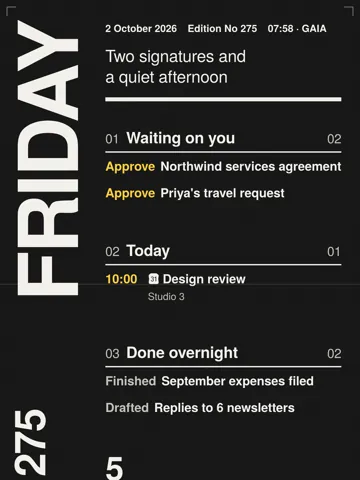 FRIDAY
275
2 October 2026 Edition No 275 07:58 · GAIA
Two signatures and
a quiet afternoon
01 Waiting on you 02
Approve Northwind services agreement
Approve Priya's travel request
02 Today 01
10:00 31 Design review
Studio 3
03 Done overnight 02
Finished September expenses filed
Drafted Replies to 6 newsletters
5